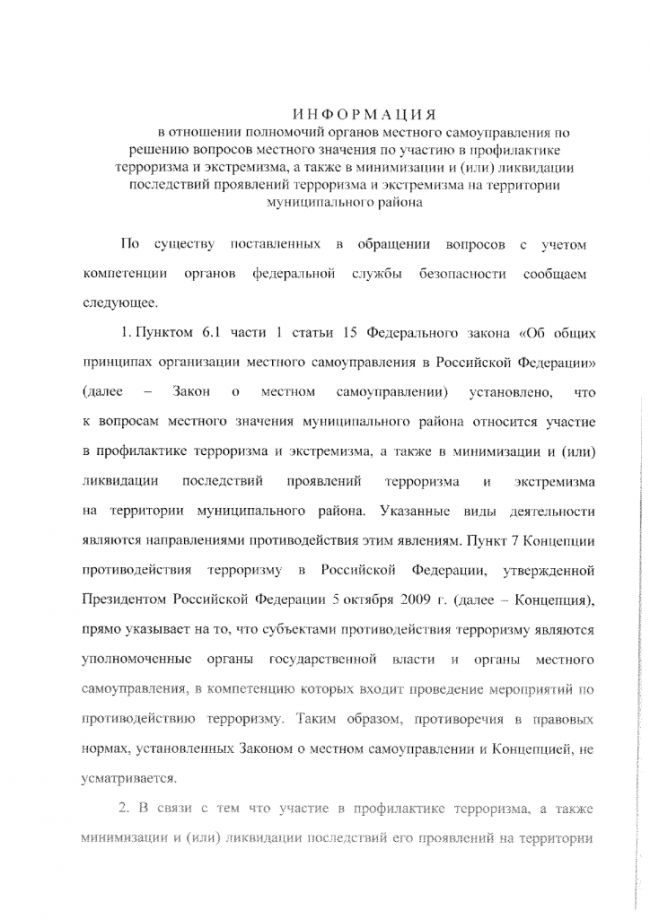 ИНФОРМАЦИЯ
в отношении полномочий органов местного самоуправления по
решению вопросов местного значения по участию в профилактике
терроризма и экстремизма, а также в минимизации и (или) ликвидации
последствий проявлений терроризма и экстремизма на территории
муниципального района
По существу поставленных в обращении вопросов с учетом
компетенции органов федеральной службы безопасности сообщаем
следующее.
1. Пунктом 6.1 части 1 статьи 15 Федерального закона «Об общих
принципах организации местного самоуправления в Российской Федерации»
(далее – Закон о местном самоуправлении) установлено, что
к вопросам местного значения муниципального района относится участие
в профилактике терроризма и экстремизма, а также в минимизации и (или)
ликвидации последствий проявлений терроризма и экстремизма
на территории муниципального района. Указанные виды деятельности
являются направлениями противодействия этим явлениям. Пункт 7 Концепции
противодействия терроризму в Российской Федерации, утвержденной
Президентом Российской Федерации 5 октября 2009 г. (далее – Концепция),
прямо указывает на то, что субъектами противодействия терроризму являются
уполномоченные органы государственной власти и органы местного
самоуправления, в компетенцию которых входит проведение мероприятий по
противодействию терроризму. Таким образом, противоречия в правовых
нормах, установленных Законом о местном самоуправлении и Концепцией, не
усматривается.
2. В связи с тем что участие в профилактике терроризма, а также
минимизации и (или) ликвидации последствий его проявлений на территории